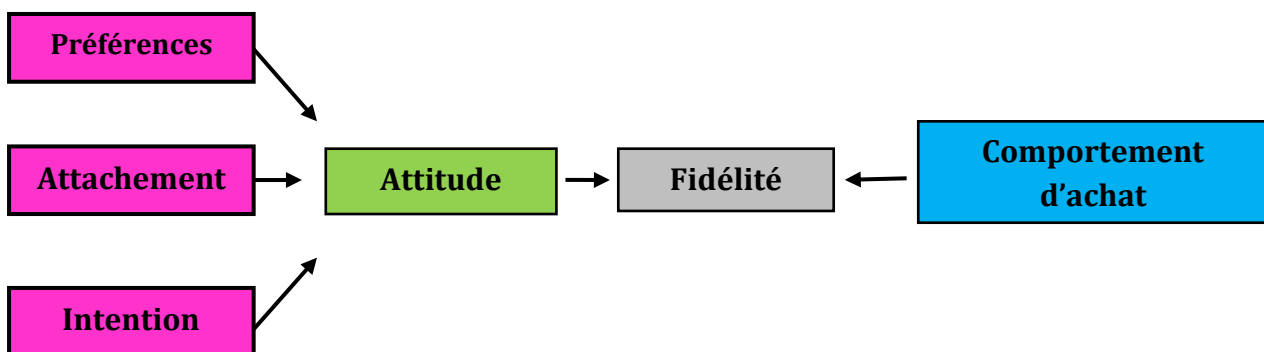 Préférences
Attachement
Attitude
Fidélité
Comportement
d'achat
Intention